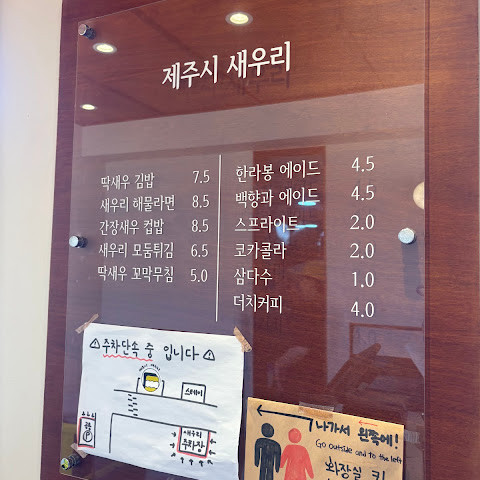 제주시 새우리
딱새우 김밥 7.5
새우리 해물라면 8.5
간장새우 컵밥 8.5
새우리 모둠튀김 6.5
딱새우 꼬막무침 5.0
한라봉 에이드 4.5
백향과 에이드 4.5
스프라이트 2.0
코카콜라 2.0
삼다수 1.0
더치커피 4.0
⚠ 주차단속 중 입니다 ⚠
스테이
새우리
주차장
P
나가서 왼쪽에!
Go outside and to the left
화장실 키